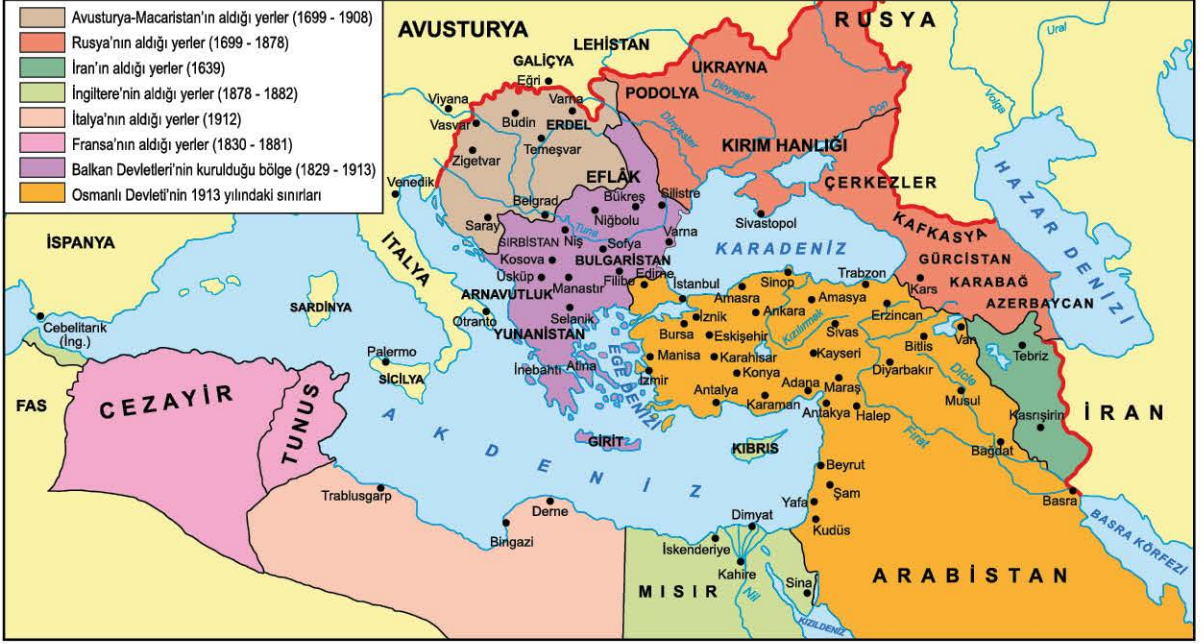 Avusturya-Macaristan'ın aldığı yerler (1699 - 1908)
Rusya'nın aldığı yerler (1699 - 1878)
İran'ın aldığı yerler (1639)
İngiltere'nin aldığı yerler (1878 - 1882)
İtalya'nın aldığı yerler (1912)
Fransa'nın aldığı yerler (1830 - 1881)
Balkan Devletleri'nin kurulduğu bölge (1829 - 1913)
Osmanlı Devleti'nin 1913 yılındaki sınırları
AVUSTURYA
RUSYA
LEHİSTAN
GALİÇYA
Ural
UKRAYNA
Eğri
Dinyeper
PODOLYA
Viyana
Varna
Volga
Don
Vasvar
Budin
ERDEL
Dinyester
Temeşvar
KIRIM HANLIĞI
Zigetvar
EFLÂK
ÇERKEZLER
Venedik
Bükreş
Silistre
HAZAR DENİZİ
Belgrad
Niğbolu
Sivastopol
Saray
Tuna
Varna
KAFKASYA
İSPANYA
İTALYA
SIRBİSTAN
Niş
Sofya
KARADENİZ
Kosova
BULGARİSTAN
GÜRCİSTAN
Üsküp
Manastır
Filibe
Edirne
İstanbul
Sinop
Trabzon
Kars
KARABAĞ
SARDİNYA
ARNAVUTLUK
Amasra
Amasya
AZERBAYCAN
Otranto
Selanik
İznik
Ankara
Erzincan
Cebelitarık
(İng.)
YUNANİSTAN
Bursa
Eskişehir
Kızılırmak
Sivas
Van
Palermo
EGE DENİZİ
Manisa
Karahisar
Kayseri
Bitlis
Tebriz
SİCİLYA
İnebahtı
Atina
İzmir
Konya
Diyarbakır
Dicle
FAS
CEZAYİR
Antalya
Adana
Maraş
Karaman
Musul
TUNUS
AKDENİZ
Antakya
Halep
Kasrışirin
İRAN
GİRİT
KIBRIS
Fırat
Bağdat
Beyrut
Trablusgarp
Şam
Basra
Derne
Yafa
Dimyat
Bingazi
Kudüs
BASRA KÖRFEZİ
İskenderiye
Kahire
MISIR
Sina
ARABİSTAN
Nil
KIZILDENİZ